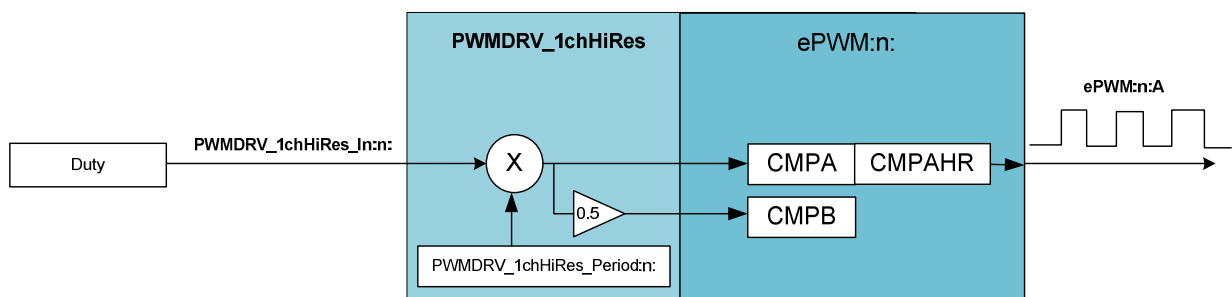 PWMDRV_1chHiRes
ePWM:n:
ePWM:n:A
PWMDRV_1chHiRes_In:n:
Duty
X
CMPA
CMPAHR
0.5
CMPB
PWMDRV_1chHiRes_Period:n: